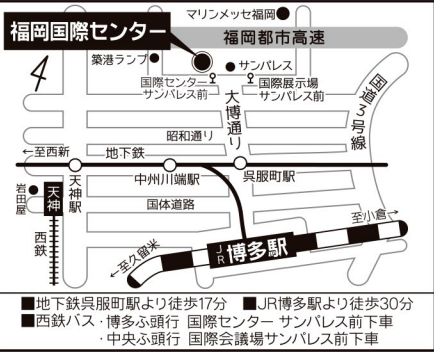 マリンメッセ福岡
福岡国際センター
福岡都市高速
築港ランプ
サンパレス
国際センター
サンパレス前
国際展示場
サンパレス前
国道3号線
大博通り
昭和通り
←至西新
地下鉄
天神駅
中州川端駅
呉服町駅
岩田屋
天神
国体道路
西鉄
至小倉→
←至久留米
JR博多駅
■地下鉄呉服町駅より徒歩17分 ■JR博多駅より徒歩30分
■西鉄バス・博多ふ頭行 国際センター サンパレス前下車
・中央ふ頭行 国際会議場サンパレス前下車